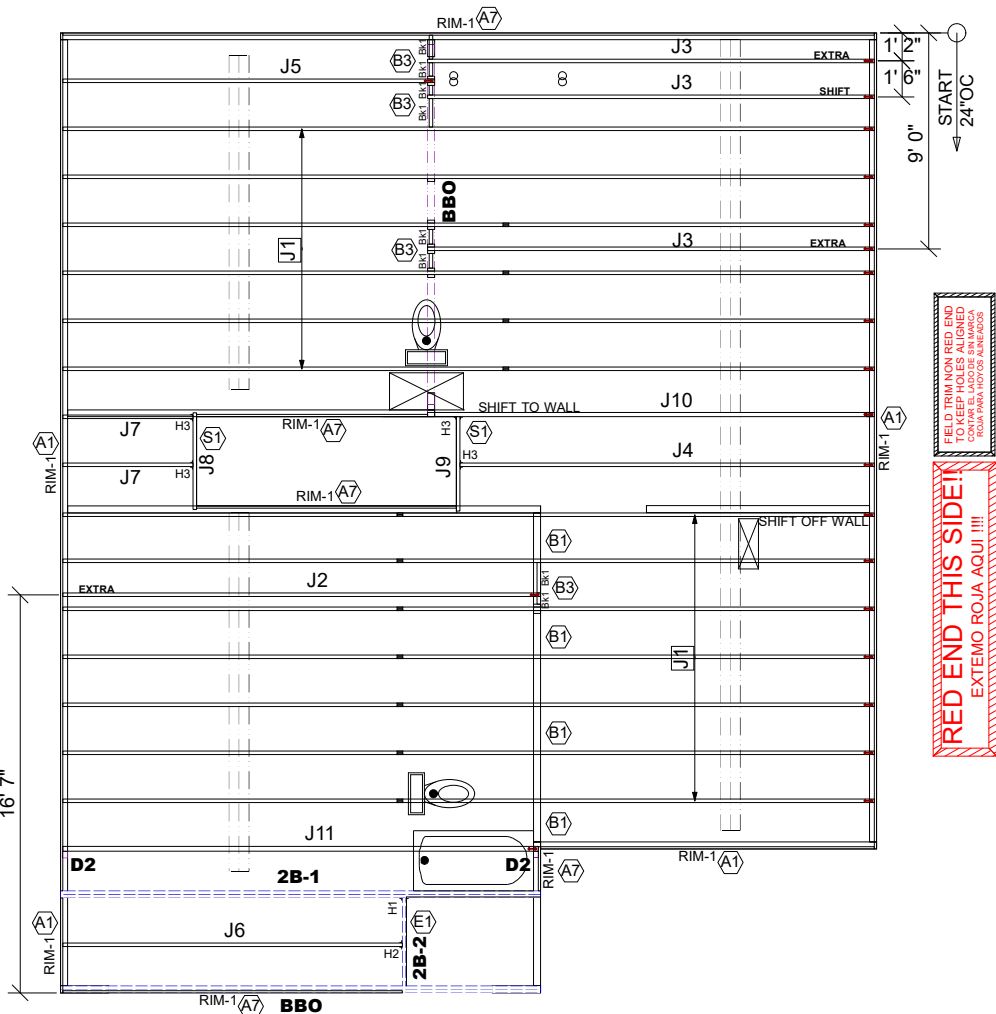 RIM-1 A7
J3
EXTRA
1' 2"
J5
B3
Bk1
Bk1
J3
SHIFT
1' 6"
START
24"OC
B3
Bk1
Bk1
9' 0"
J1
BBO
J3
EXTRA
B3
Bk1
Bk1
FIELD TRIM NON RED END
TO KEEP HOLES ALIGNED
CONTAR EL LADO DE SIN MARCA
ROJA PARA HOYOS ALINEADOS
J10
SHIFT TO WALL
RIM-1 A7
J7
H3
S1
H3
S1
A1
RIM-1
A1
RIM-1
J8
J9
H3
J4
J7
H3
RIM-1 A7
RED END THIS SIDE!!
EXTEMO ROJA AQUI !!!!
SHIFT OFF WALL
B1
J2
EXTRA
Bk1
Bk1
B3
B1
J1
B1
16' 7"
B1
J11
D2
D2
2B-1
RIM-1
A7
RIM-1
A1
A1
RIM-1
H1
E1
J6
H2
2B-2
RIM-1
A7
BBO